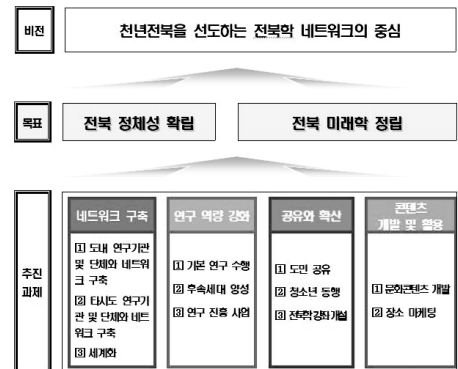 비전
천년전북을 선도하는 전북학 네트워크의 중심
목표
전북 정체성 확립
전북 미래학 정립
추진
과제
네트워크 구축
1 도내 연구기관
및 단체와 네트워
크 구축
2 타시도 연구기
관 및 단체와 네트
워크 구축
3 세계화
연구 역량 강화
1 기본 연구 수행
2 후속세대 양성
3 연구 진흥 사업
공유와 확산
1 도민 공유
2 청소년 동행
3 전북학강좌개설
콘텐츠
개발 및 활용
1 문화콘텐츠 개발
2 장소 마케팅